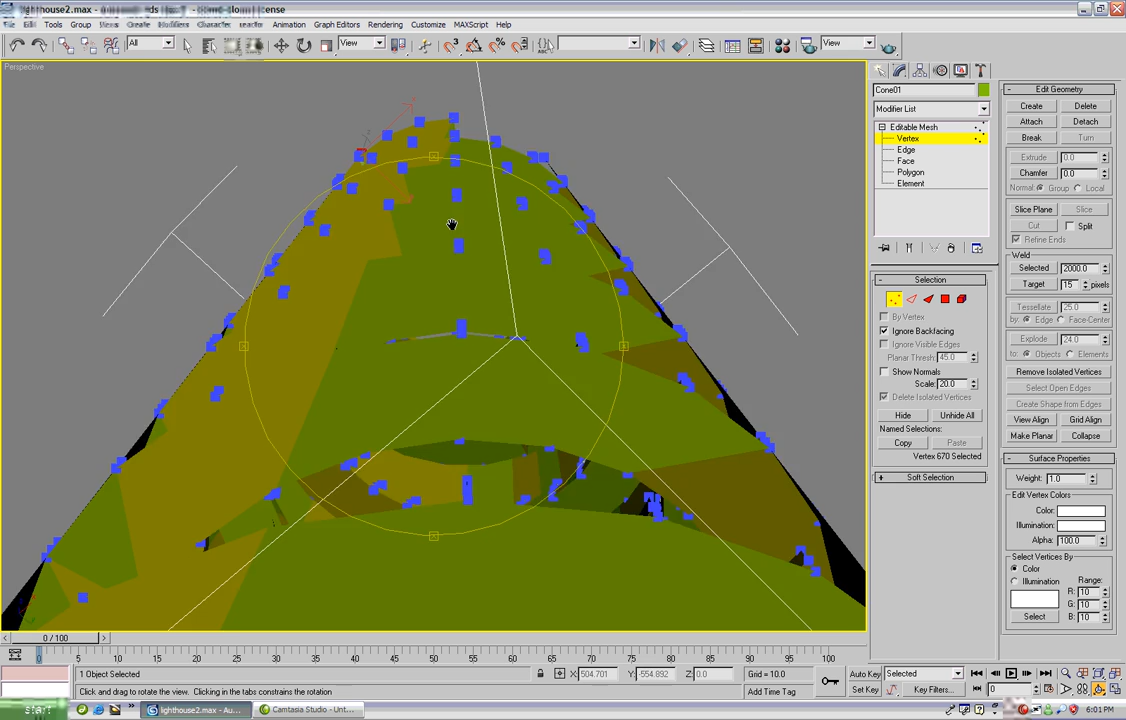 lighthouse2.max - License
File Edit Tools Group Views Create Modifiers Character reactor Animation Graph Editors Rendering Customize MAXScript Help
All View View
Perspective
Cone01
Modifier List
Editable Mesh
Vertex
Edge
Face
Polygon
Element
Selection
By Vertex
Ignore Backfacing
Ignore Visible Edges
Planar Thresh: 45.0
Show Normals
Scale: 20.0
Delete Isolated Vertices
Hide Unhide All
Named Selections:
Copy Paste
Vertex 670 Selected
Soft Selection
Edit Geometry
Create Delete
Attach Detach
Break Turn
Extrude 0.0
Chamfer 0.0
Normal: Group Local
Slice Plane Slice
Cut Split
Refine Ends
Weld
Selected 2000.0
Target 15 pixels
Tessellate 25.0
by: Edge Face-Center
Explode 24.0
to: Objects Elements
Remove Isolated Vertices
Select Open Edges
Create Shape from Edges
View Align Grid Align
Make Planar Collapse
Surface Properties
Weight: 1.0
Edit Vertex Colors
Color:
Illumination:
Alpha: 100.0
Select Vertices By
Color
Illumination
Range:
R: 10
G: 10
B: 10
Select
0 / 100
0 5 10 15 20 25 30 35 40 45 50 55 60 65 70 75 80 85 90 95 100
1 Object Selected X: 504.701 Y: -554.892 Z: 0.0 Grid = 10.0 Auto Key Selected
Click and drag to rotate the view. Clicking in the tabs constrains the rotation Add Time Tag Set Key Key Filters... 0
start lighthouse2.max - Au... Camtasia Studio - Unt... 6:01 PM